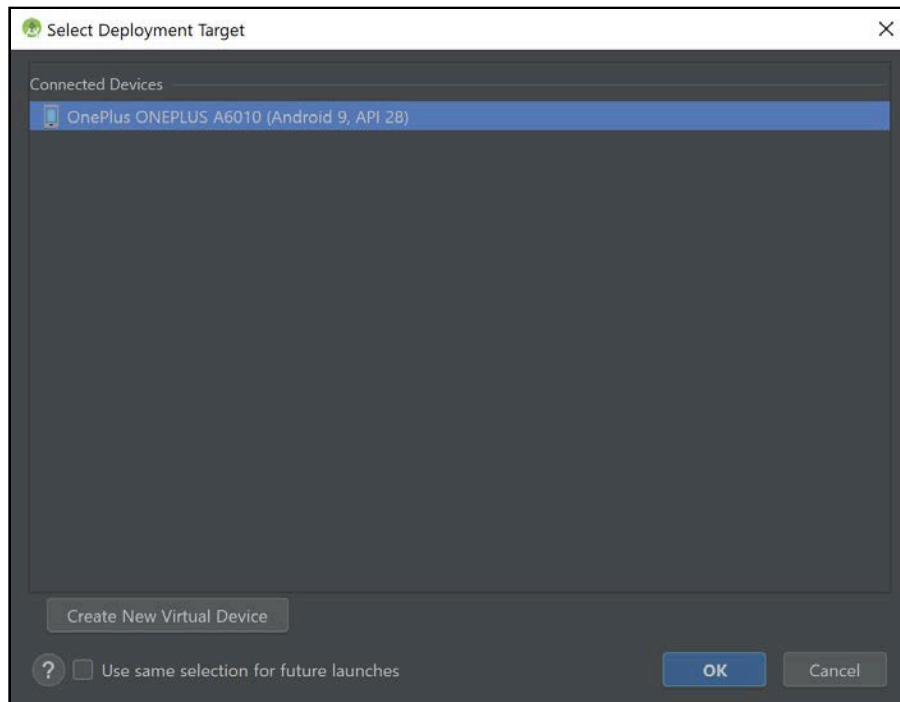 Select Deployment Target
Connected Devices
OnePlus ONEPLUS A6010 (Android 9, API 28)
Create New Virtual Device
? Use same selection for future launches OK Cancel